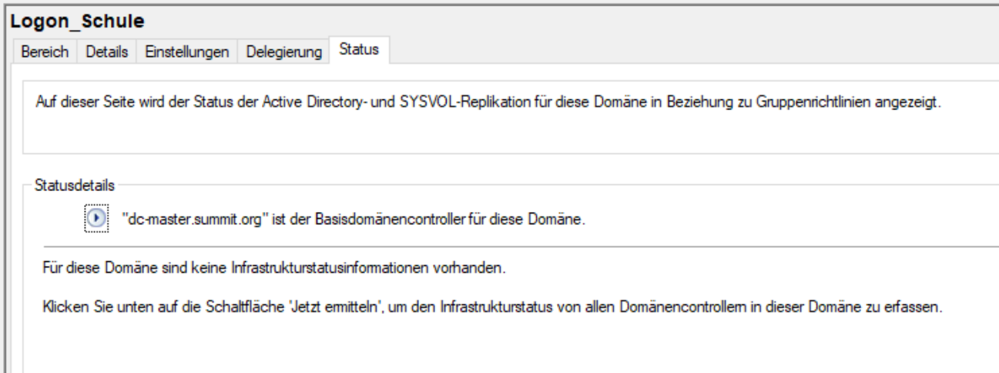 Logon_Schule
Bereich Details Einstellungen Delegierung Status
Auf dieser Seite wird der Status der Active Directory- und SYSVOL-Replikation für diese Domäne in Beziehung zu Gruppenrichtlinien angezeigt.
Statusdetails
"dc-master.summit.org" ist der Basisdomänencontroller für diese Domäne.
Für diese Domäne sind keine Infrastrukturstatusinformationen vorhanden.
Klicken Sie unten auf die Schaltfläche 'Jetzt ermitteln', um den Infrastrukturstatus von allen Domänencontrollern in dieser Domäne zu erfassen.